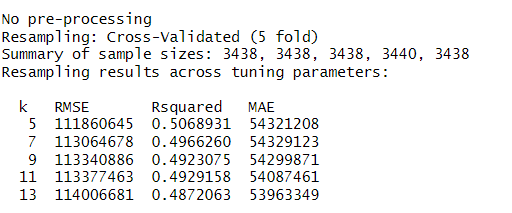 No pre-processing
Resampling: Cross-Validated (5 fold)
Summary of sample sizes: 3438, 3438, 3438, 3440, 3438
Resampling results across tuning parameters:
k RMSE Rsquared MAE
5 111860645 0.5068931 54321208
7 113064678 0.4966260 54329123
9 113340886 0.4923075 54299871
11 113377463 0.4929158 54087461
13 114006681 0.4872063 53963349